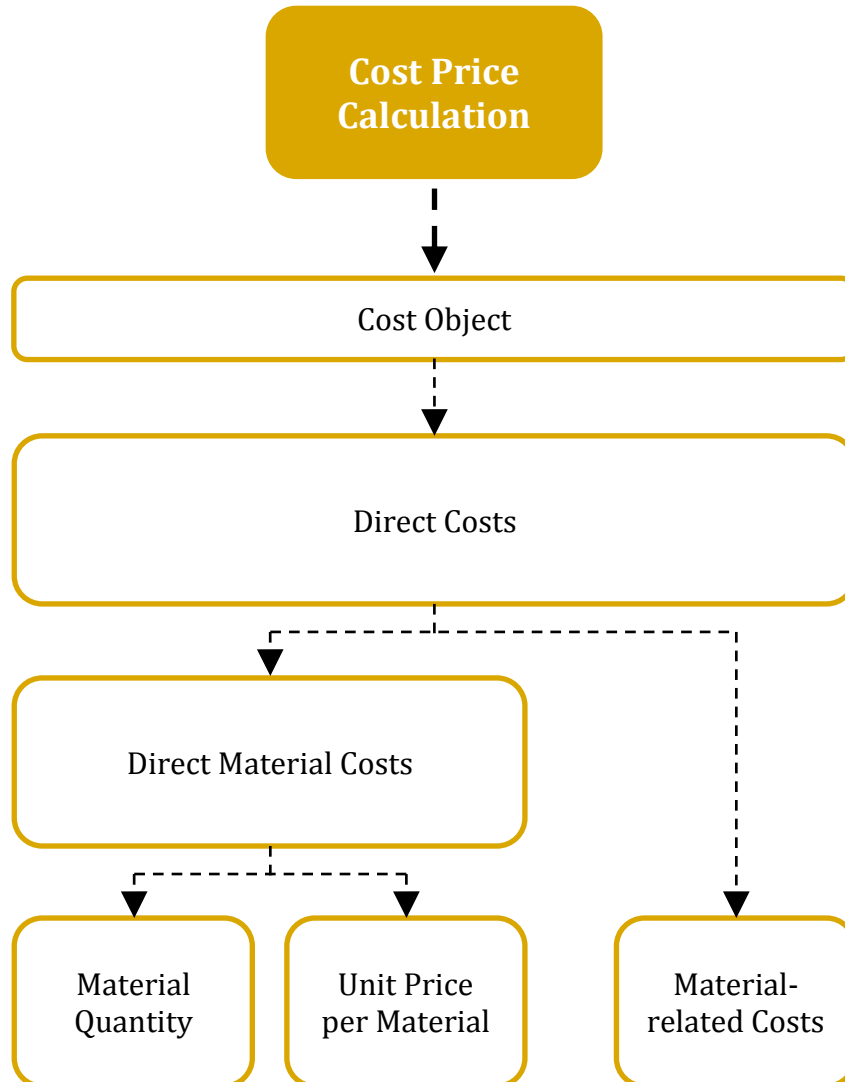 Cost Price
Calculation
Cost Object
Direct Costs
Direct Material Costs
Material
Quantity
Unit Price
per Material
Material-
related Costs